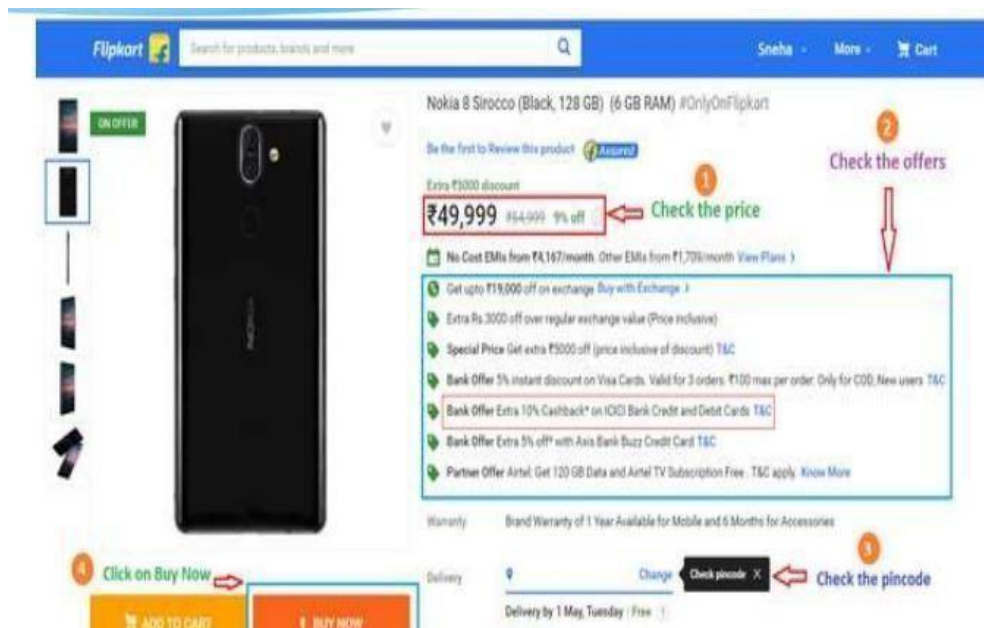 Flipkart
Search for products, brands and more
Sneha
More
Cart
ON OFFER
Nokia 8 Sirocco (Black, 128 GB) (6 GB RAM) #OnlyOnFlipkart
Be the first to Review this product Assured
Extra ₹5000 discount
₹49,999 ₹54,999 9% off
1
Check the price
2
Check the offers
No Cost EMIs from ₹4,167/month. Other EMIs from ₹1,709/month View Plans
Get upto ₹19,000 off on exchange Buy with Exchange
Extra Rs.3000 off over regular exchange value (Price inclusive)
Special Price Get extra ₹5000 off (price inclusive of discount) T&C
Bank Offer 5% instant discount on Visa Cards. Valid for 3 orders. ₹100 max per order. Only for COD, New users T&C
Bank Offer Extra 10% Cashback* on ICICI Bank Credit and Debit Cards T&C
Bank Offer Extra 5% off* with Axis Bank Buzz Credit Card T&C
Partner Offer Airtel: Get 120 GB Data and Airtel TV Subscription Free . T&C apply. Know More
NOKIA
Warranty Brand Warranty of 1 Year Available for Mobile and 6 Months for Accessories
4
Click on Buy Now
Delivery Change Check pincode X
3
Check the pincode
Delivery by 1 May, Tuesday | Free
ADD TO CART
BUY NOW